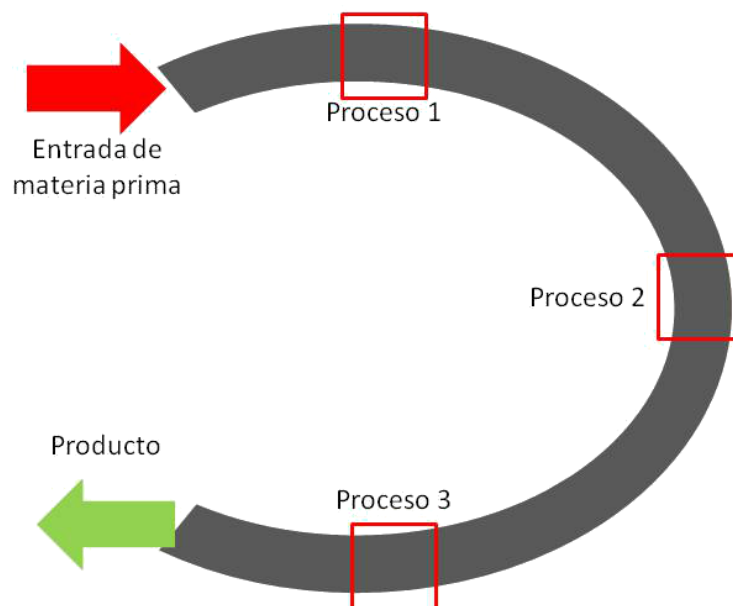 Proceso 1
Entrada de
materia prima
Proceso 2
Producto
Proceso 3